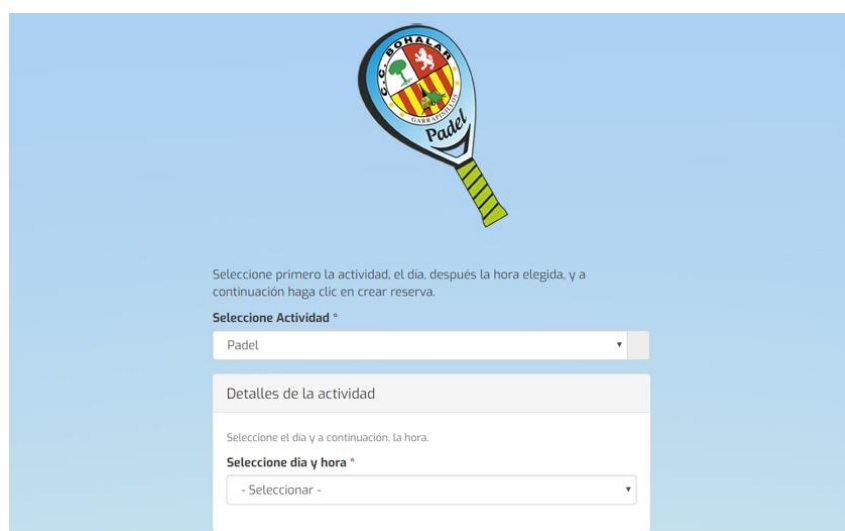 C.C. BOHALAR
GARRAPINILLOS
Padel
Seleccione primero la actividad, el día, después la hora elegida, y a
continuación haga clic en crear reserva.
Seleccione Actividad *
Padel
Detalles de la actividad
Seleccione el día y a continuación, la hora.
Seleccione día y hora *
- Seleccionar -